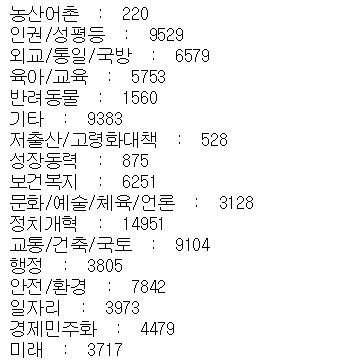 농산어촌 : 220
인권/성평등 : 9529
외교/통일/국방 : 6579
육아/교육 : 5753
반려동물 : 1560
기타 : 9383
저출산/고령화대책 : 528
성장동력 : 875
보건복지 : 6251
문화/예술/체육/언론 : 3128
정치개혁 : 14951
교통/건축/국토 : 9104
행정 : 3805
안전/환경 : 7842
일자리 : 3973
경제민주화 : 4479
미래 : 3717